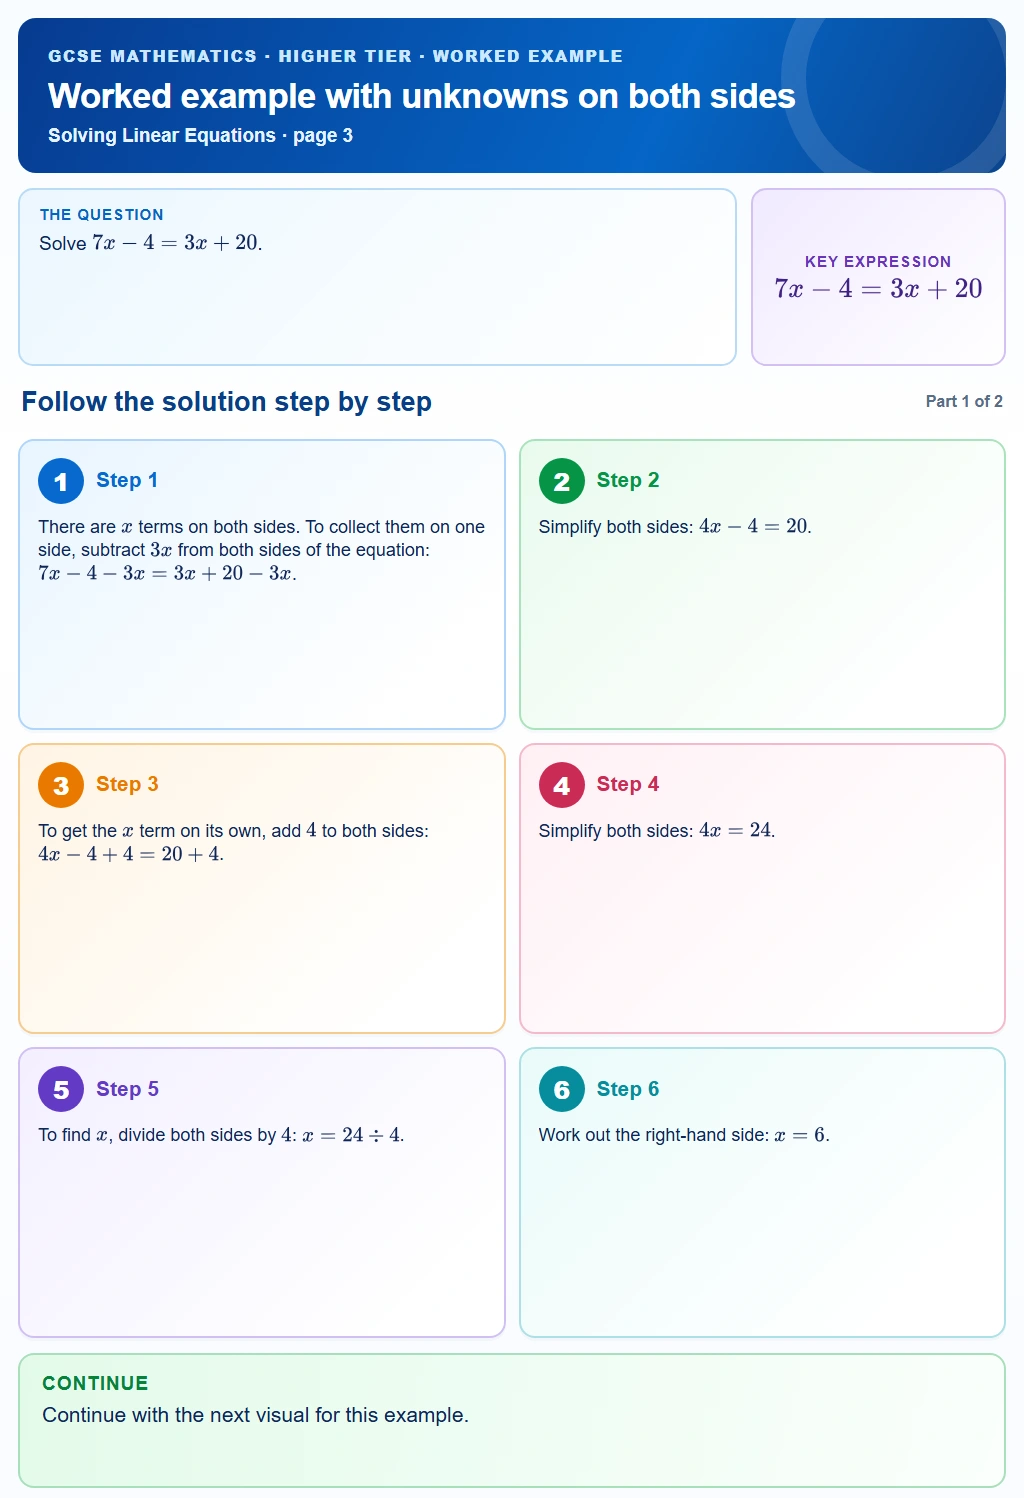 GCSE MATHEMATICS · HIGHER TIER · WORKED EXAMPLE
Worked example with unknowns on both sides
Solving Linear Equations · page 3
THE QUESTION
Solve 7x − 4 = 3x + 20.
KEY EXPRESSION
7x − 4 = 3x + 20
Follow the solution step by step
Part 1 of 2
1 Step 1
There are x terms on both sides. To collect them on one
side, subtract 3x from both sides of the equation:
7x − 4 − 3x = 3x + 20 − 3x.
2 Step 2
Simplify both sides: 4x − 4 = 20.
3 Step 3
To get the x term on its own, add 4 to both sides:
4x − 4 + 4 = 20 + 4.
4 Step 4
Simplify both sides: 4x = 24.
5 Step 5
To find x, divide both sides by 4: x = 24 ÷ 4.
6 Step 6
Work out the right-hand side: x = 6.
CONTINUE
Continue with the next visual for this example.